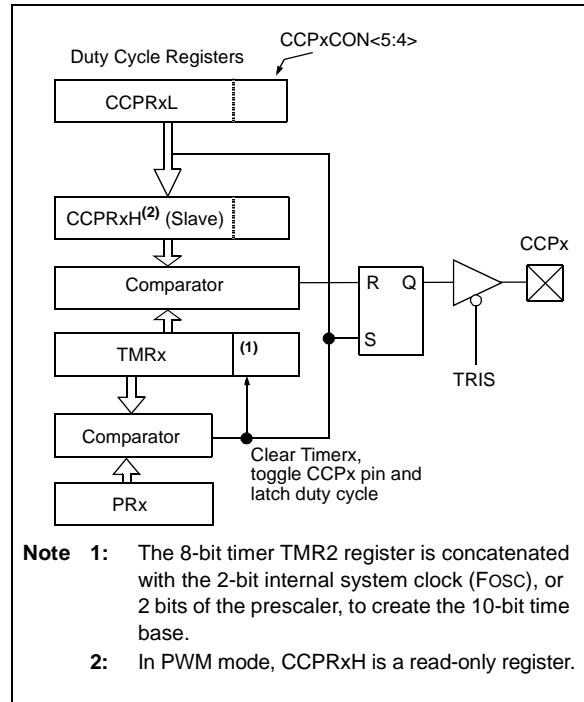 CCPxCON<5:4>
Duty Cycle Registers
CCPRxL
CCPRxH(2) (Slave)
CCPx
Comparator
R Q
S
TMRx (1)
TRIS
Comparator
Clear Timerx,
toggle CCPx pin and
latch duty cycle
PRx
Note 1: The 8-bit timer TMR2 register is concatenated
with the 2-bit internal system clock (FOSC), or
2 bits of the prescaler, to create the 10-bit time
base.
2: In PWM mode, CCPRxH is a read-only register.